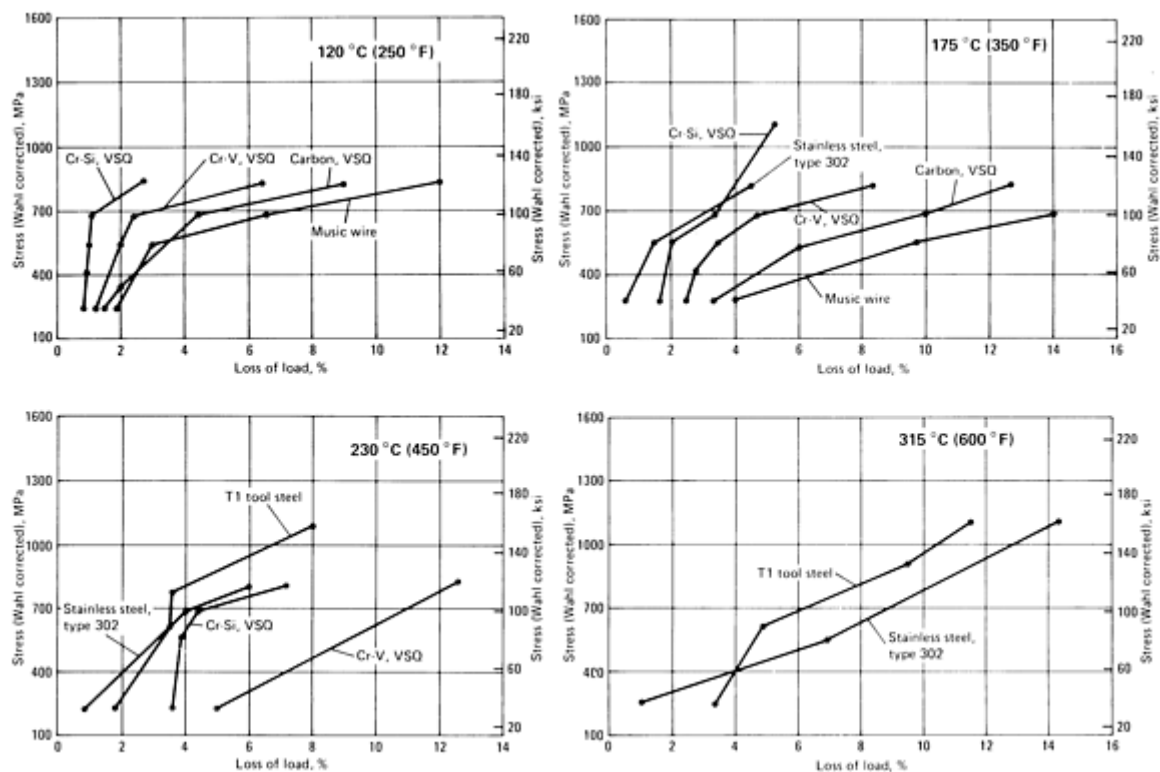 120 °C (250 °F)
Stress (Wahl corrected), MPa
1600
1300
1000
700
400
100
Cr-Si, VSQ
Cr-V, VSQ
Carbon, VSQ
Music wire
220
180
140
100
60
20
Stress (Wahl corrected), ksi
0 2 4 6 8 10 12 14
Loss of load, %
175 °C (350 °F)
Stress (Wahl corrected), MPa
1600
1300
1000
700
400
100
Cr-Si, VSQ
Stainless steel,
type 302
Carbon, VSQ
Cr-V, VSQ
Music wire
220
180
140
100
60
20
Stress (Wahl corrected), ksi
0 2 4 6 8 10 12 14 16
Loss of load, %
230 °C (450 °F)
Stress (Wahl corrected), MPa
1600
1300
1000
700
400
100
T1 tool steel
Stainless steel,
type 302
Cr-Si, VSQ
Cr-V, VSQ
220
180
140
100
60
20
Stress (Wahl corrected), ksi
0 2 4 6 8 10 12 14
Loss of load, %
315 °C (600 °F)
Stress (Wahl corrected), MPa
1600
1300
1000
700
400
100
T1 tool steel
Stainless steel,
type 302
220
180
140
100
60
20
Stress (Wahl corrected), ksi
0 2 4 6 8 10 12 14 16
Loss of load, %